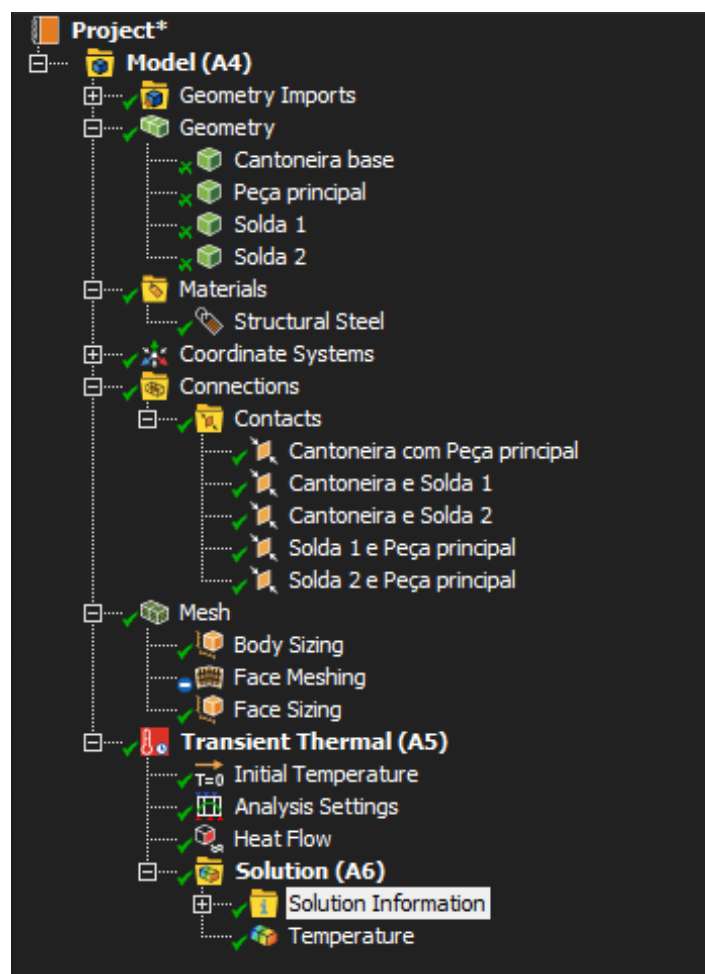 Project*
Model (A4)
Geometry Imports
Geometry
Cantoneira base
Peça principal
Solda 1
Solda 2
Materials
Structural Steel
Coordinate Systems
Connections
Contacts
Cantoneira com Peça principal
Cantoneira e Solda 1
Cantoneira e Solda 2
Solda 1 e Peça principal
Solda 2 e Peça principal
Mesh
Body Sizing
Face Meshing
Face Sizing
Transient Thermal (A5)
T=0 Initial Temperature
Analysis Settings
Heat Flow
Solution (A6)
Solution Information
Temperature